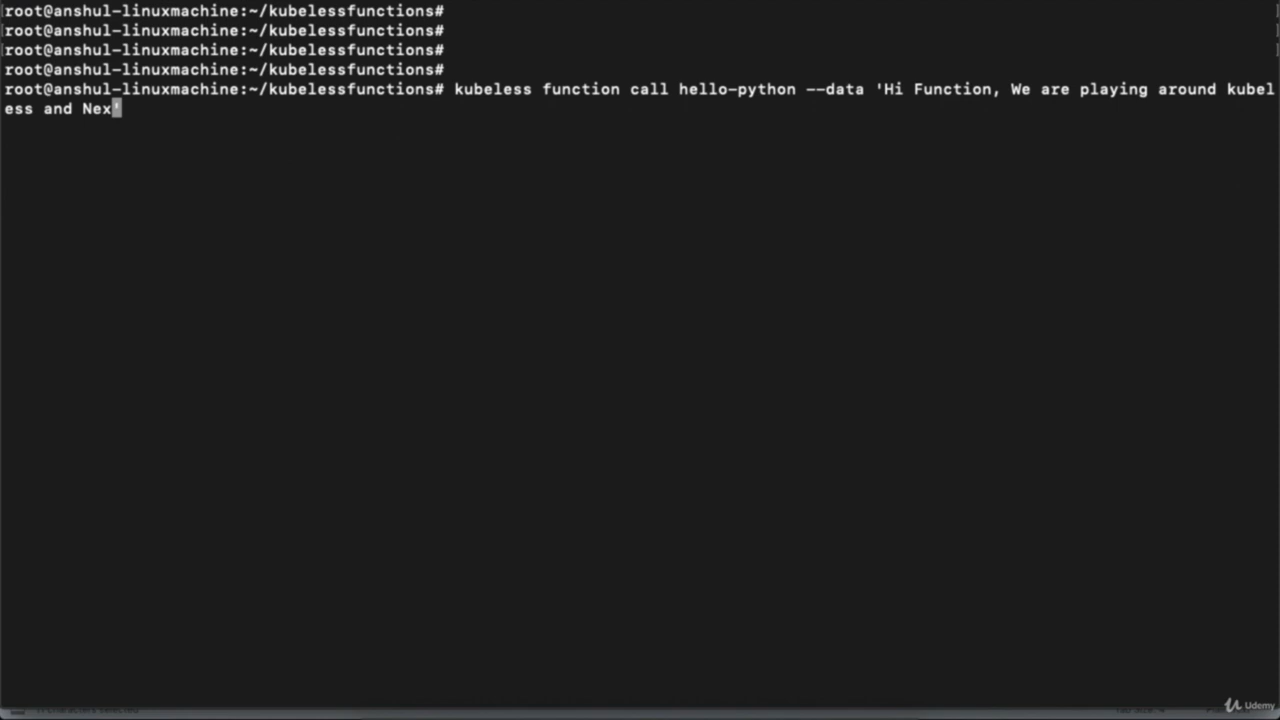 root@anshul-linuxmachine:~/kubelessfunctions#
root@anshul-linuxmachine:~/kubelessfunctions#
root@anshul-linuxmachine:~/kubelessfunctions#
root@anshul-linuxmachine:~/kubelessfunctions#
root@anshul-linuxmachine:~/kubelessfunctions# kubeless function call hello-python --data 'Hi Function, We are playing around kubel
ess and Nex'
Udemy